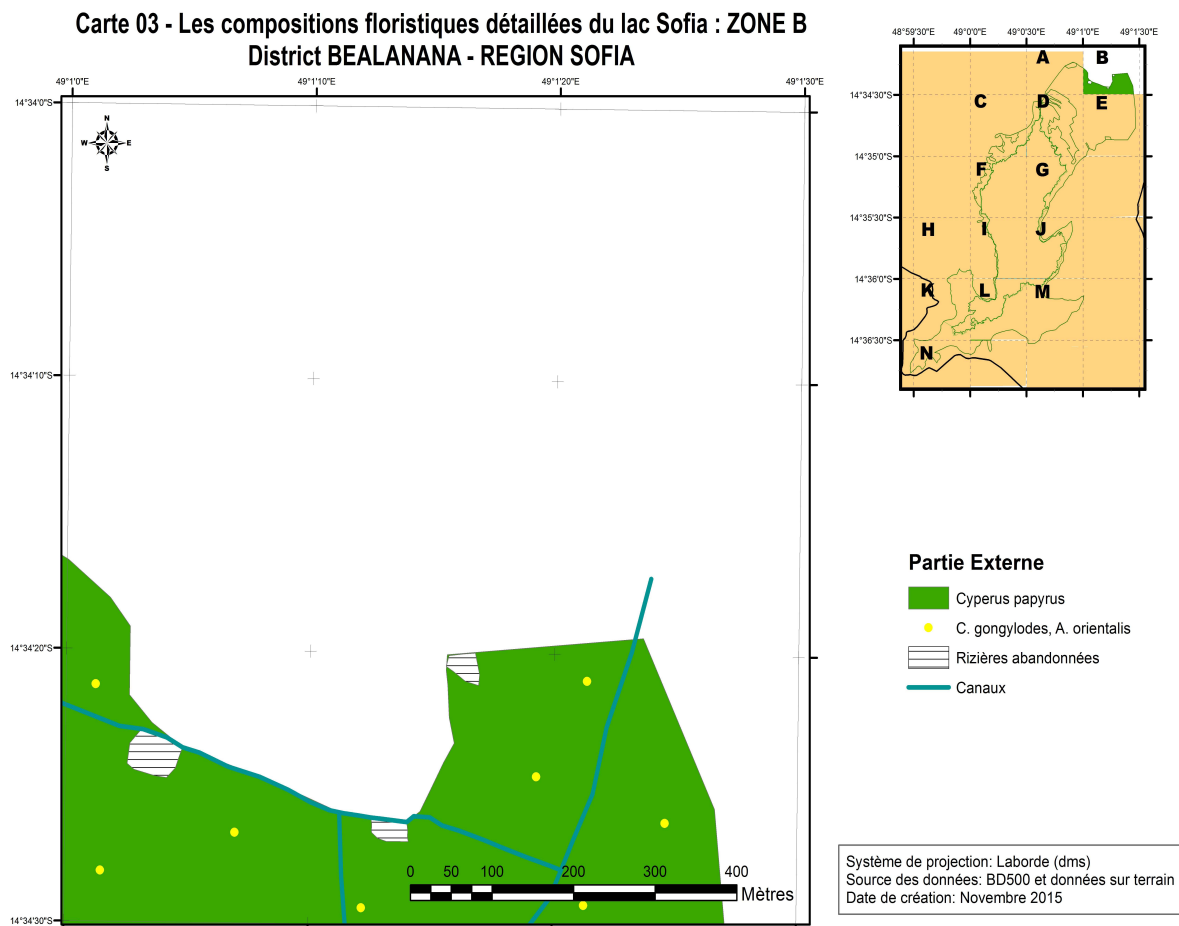 Carte 03 - Les compositions floristiques détaillées du lac Sofia : ZONE B
District BEALANANA - REGION SOFIA
49°1'0"E 49°1'10"E 49°1'20"E 49°1'30"E
14°34'0"S
14°34'10"S
14°34'20"S
14°34'30"S
N
W E
S
0 50 100 200 300 400
Mètres
48°59'30"E 49°0'0"E 49°0'30"E 49°1'0"E 49°1'30"E
14°34'30"S
14°35'0"S
14°35'30"S
14°36'0"S
14°36'30"S
A B
C D E
F G
H I J
K L M
N
Partie Externe
Cyperus papyrus
C. gongylodes, A. orientalis
Rizières abandonnées
Canaux
Système de projection: Laborde (dms)
Source des données: BD500 et données sur terrain
Date de création: Novembre 2015